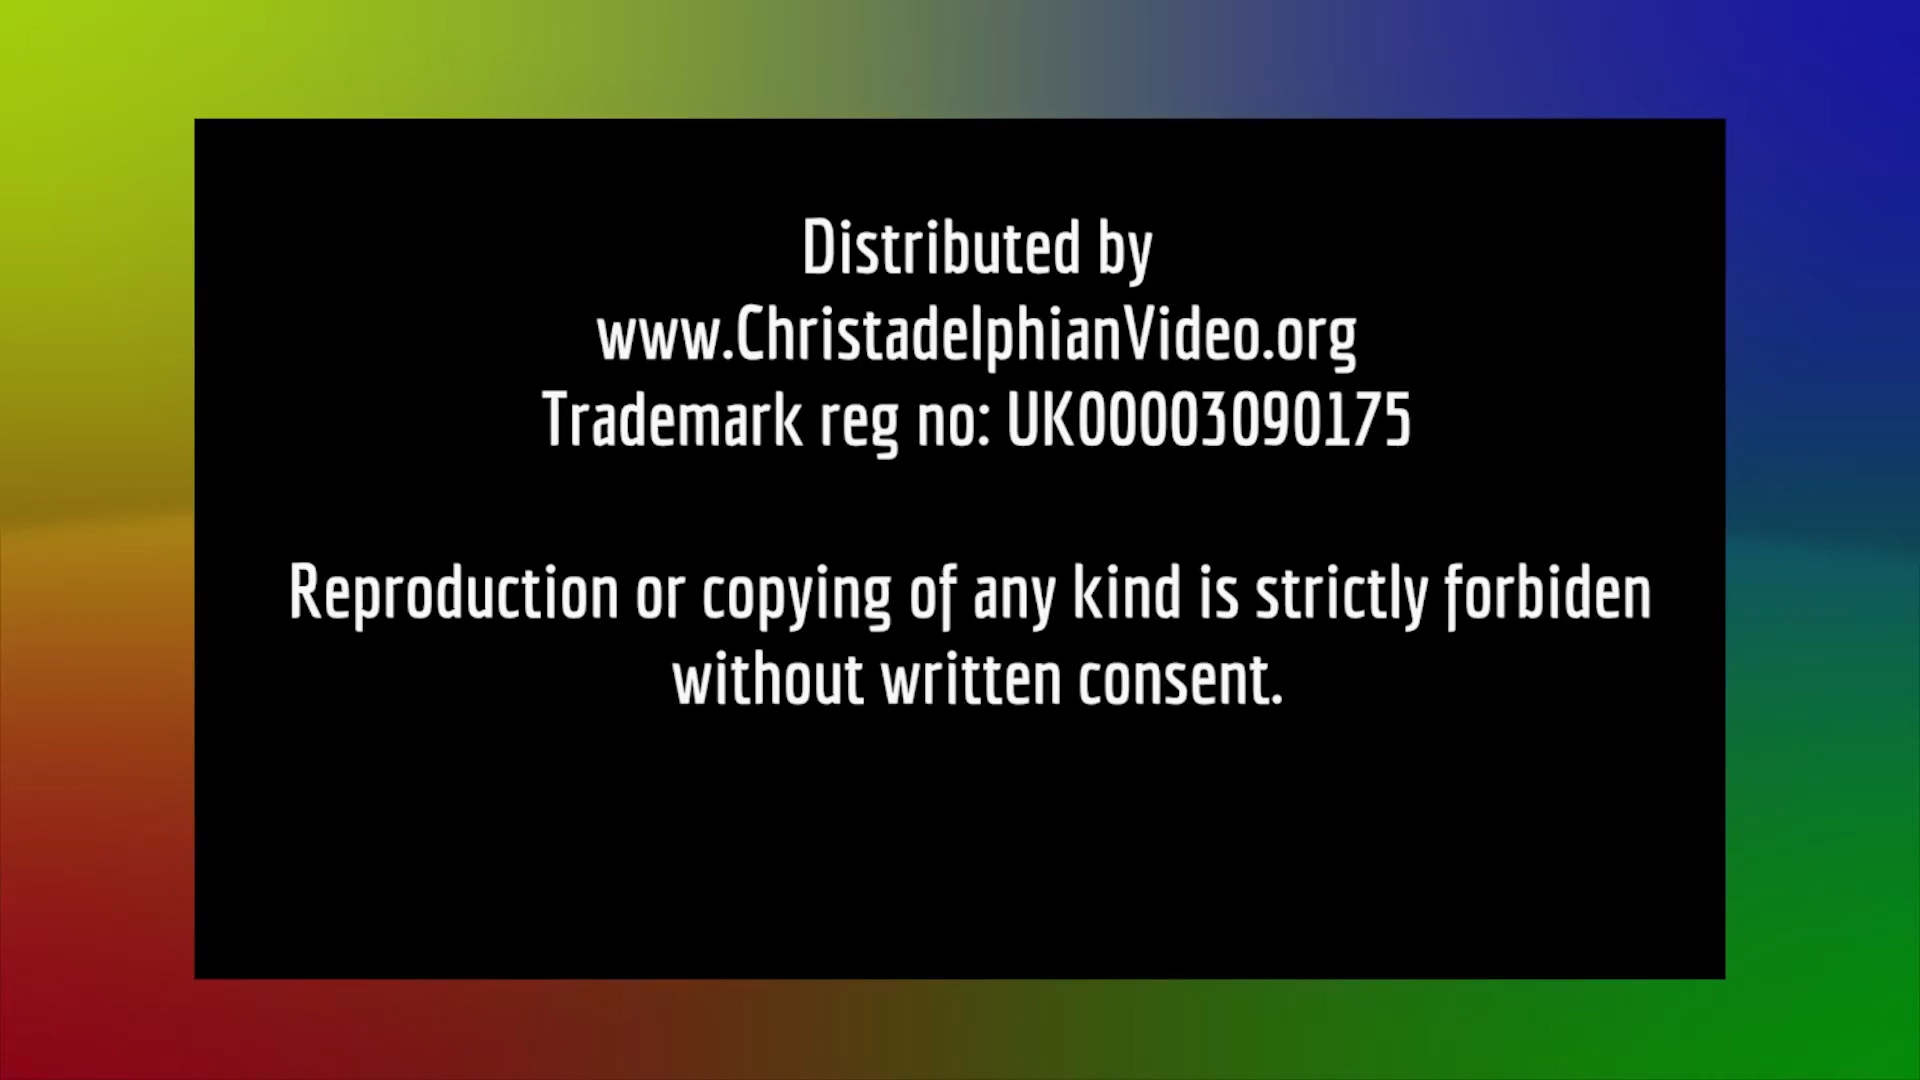 Distributed by
www.ChristadelphianVideo.org
Trademark reg no: UK00003090175
Reproduction or copying of any kind is strictly forbiden
without written consent.